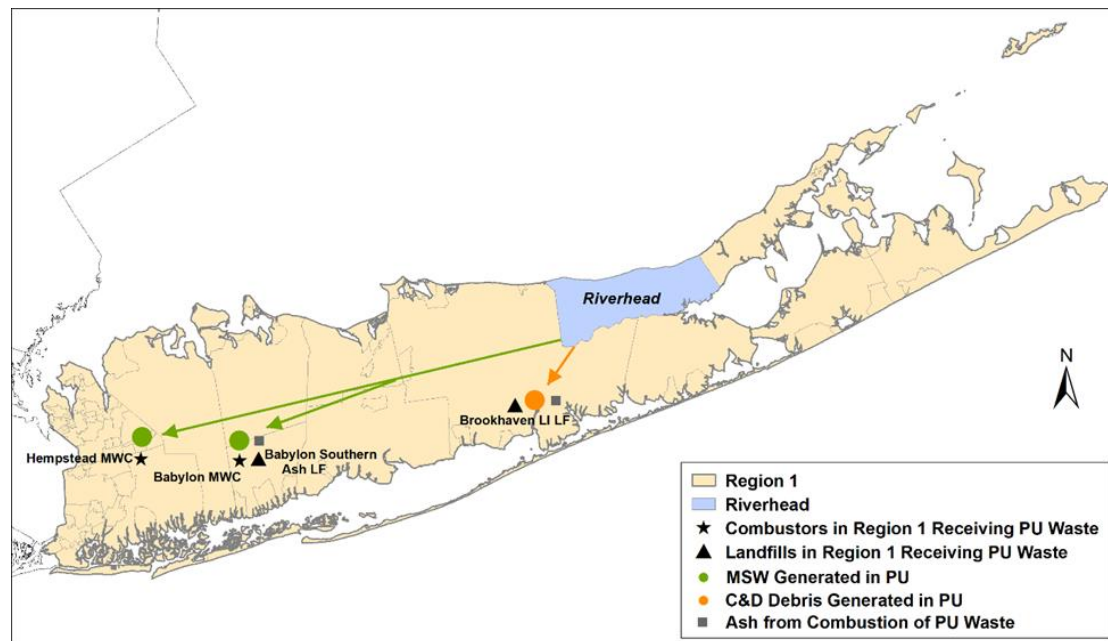 Riverhead
Brookhaven LI LF
Hempstead MWC
Babylon MWC
Babylon Southern
Ash LF
N
Region 1
Riverhead
Combustors in Region 1 Receiving PU Waste
Landfills in Region 1 Receiving PU Waste
MSW Generated in PU
C&D Debris Generated in PU
Ash from Combustion of PU Waste